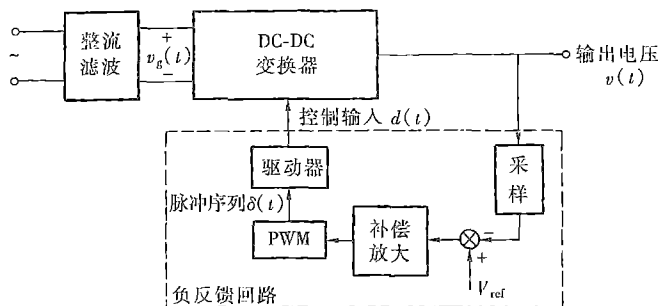 整流
滤波
+
v_g(t)
−
~
DC-DC
变换器
输出电压
v(t)
控制输入 d(t)
驱动器
采
样
脉冲序列δ(t)
PWM
补偿
放大
−
+
V_ref
负反馈回路